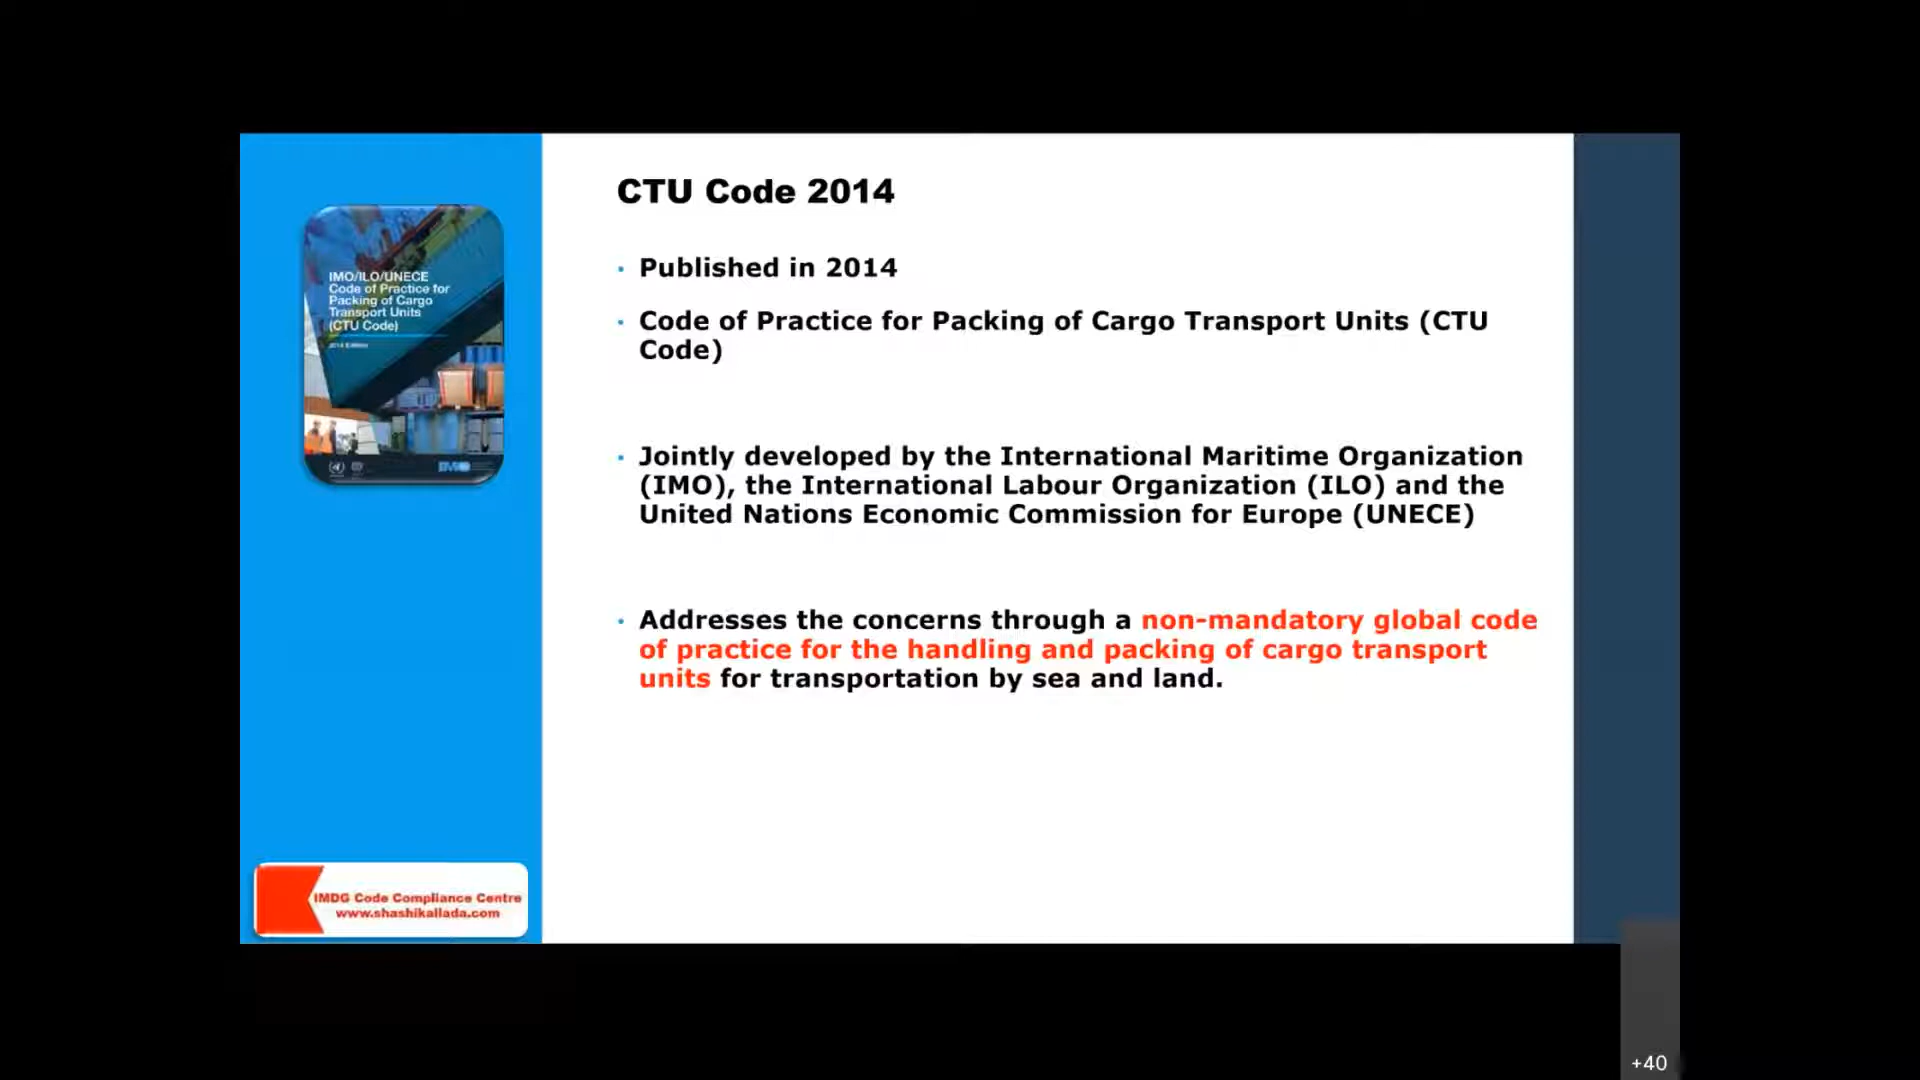 CTU Code 2014
IMO/ILO/UNECE
Code of Practice for
Packing of Cargo
Transport Units
(CTU Code)
2014 Edition
· Published in 2014
· Code of Practice for Packing of Cargo Transport Units (CTU
Code)
· Jointly developed by the International Maritime Organization
(IMO), the International Labour Organization (ILO) and the
United Nations Economic Commission for Europe (UNECE)
· Addresses the concerns through a non-mandatory global code
of practice for the handling and packing of cargo transport
units for transportation by sea and land.
IMDG Code Compliance Centre
www.shashikallada.com
+40